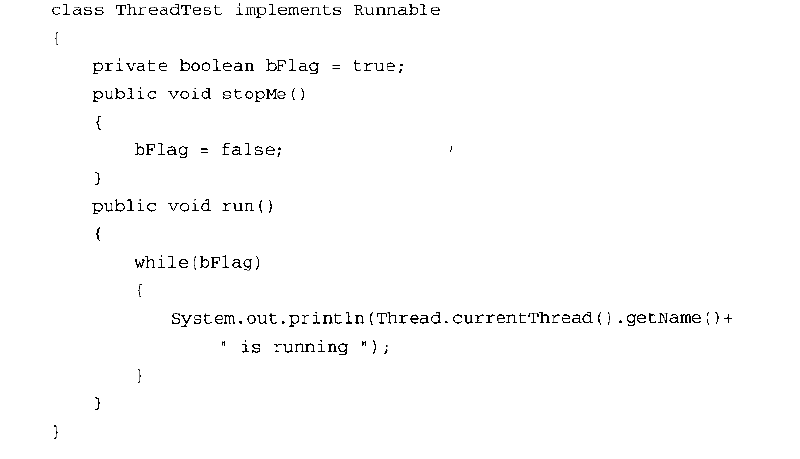 class ThreadTest implements Runnable
{
    private boolean bFlag = true;
    public void stopMe()
    {
        bFlag = false;
    }
    public void run()
    {
        while(bFlag)
        {
            System.out.println(Thread.currentThread().getName()+
                " is running ");
        }
    }
}